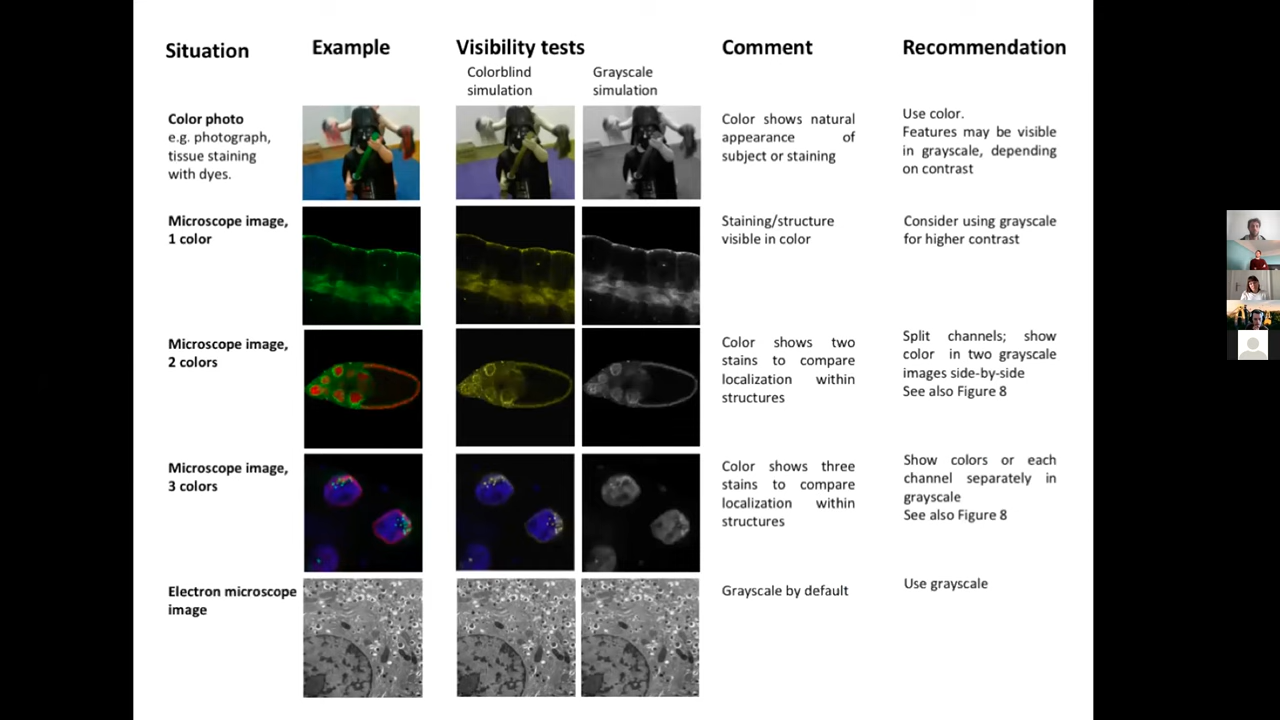 Situation
Example
Visibility tests
Comment
Recommendation
Colorblind
simulation
Grayscale
simulation
Color photo
e.g. photograph,
tissue staining
with dyes.
Color shows natural
appearance of
subject or staining
Use color.
Features may be visible
in grayscale, depending
on contrast
Microscope image,
1 color
Staining/structure
visible in color
Consider using grayscale
for higher contrast
Microscope image,
2 colors
Color shows two
stains to compare
localization within
structures
Split channels; show
color in two grayscale
images side-by-side
See also Figure 8
Microscope image,
3 colors
Color shows three
stains to compare
localization within
structures
Show colors or each
channel separately in
grayscale
See also Figure 8
Electron microscope
image
Grayscale by default
Use grayscale